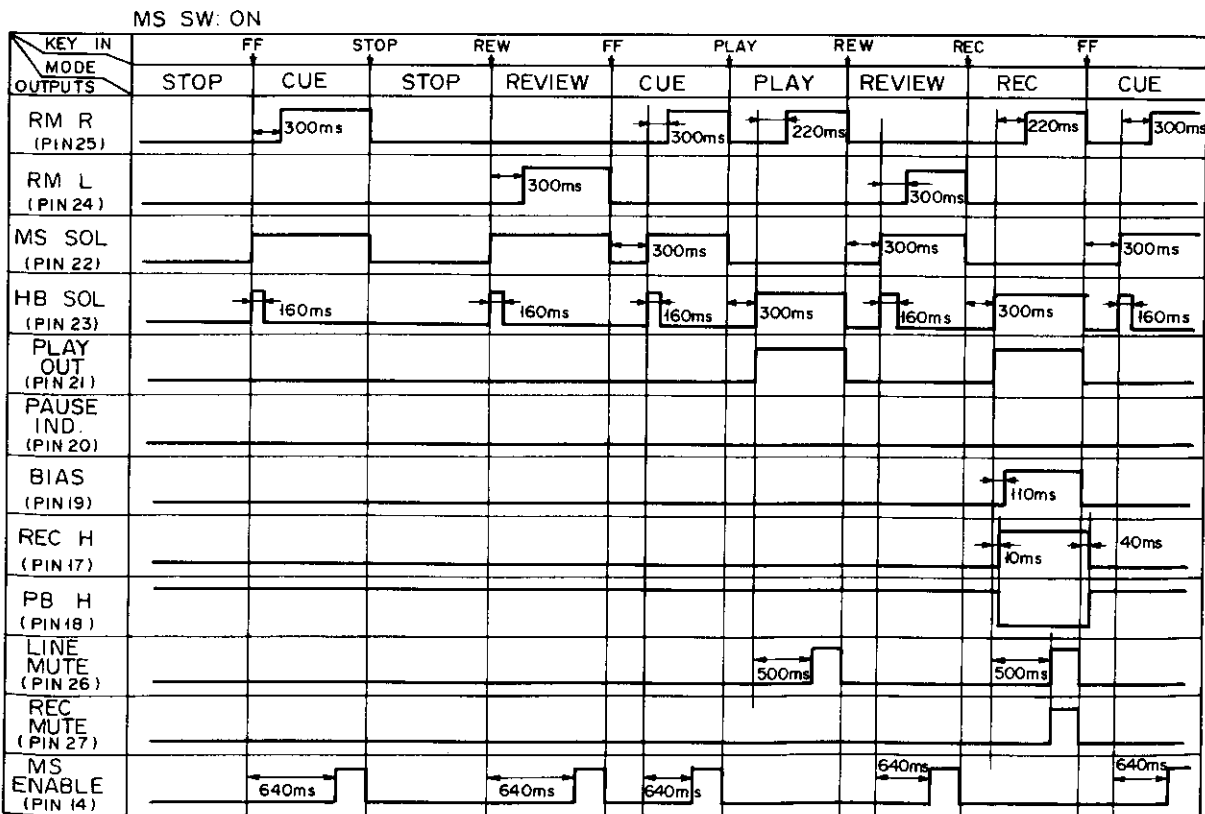 MS SW: ON
KEY IN FF STOP REW FF PLAY REW REC FF
MODE
OUTPUTS STOP CUE STOP REVIEW CUE PLAY REVIEW REC CUE
RM R
(PIN25)
300ms 300ms 220ms 220ms 300ms
RM L
(PIN 24)
300ms 300ms
MS SOL
(PIN 22)
300ms 300ms 300ms
HB SOL
(PIN 23)
160ms 160ms 160ms 300ms 160ms 300ms 160ms
PLAY
OUT
(PIN 21)
PAUSE
IND.
(PIN 20)
BIAS
(PIN 19)
110ms
REC H
(PIN 17)
10ms 40ms
PB H
(PIN 18)
LINE
MUTE
(PIN 26)
500ms 500ms
REC
MUTE
(PIN 27)
MS
ENABLE
(PIN 14)
640ms 640ms 640ms 640ms 640ms